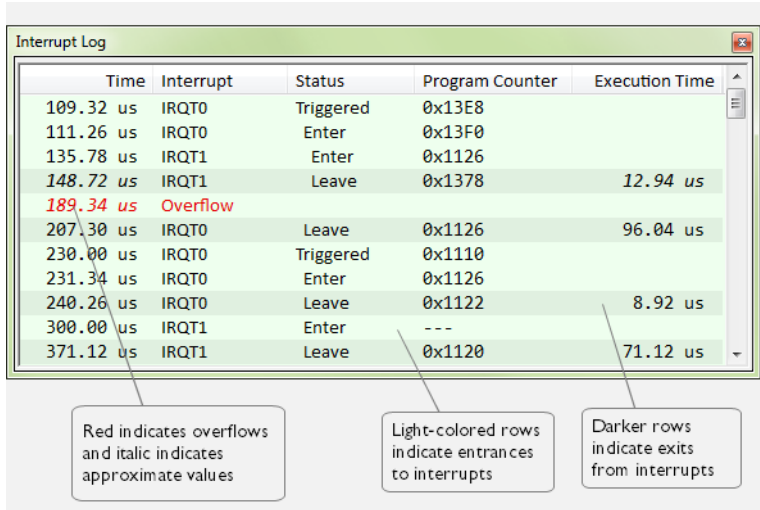 Interrupt Log
Time Interrupt Status Program Counter Execution Time
109.32 us IRQT0 Triggered 0x13E8
111.26 us IRQT0 Enter 0x13F0
135.78 us IRQT1 Enter 0x1126
148.72 us IRQT1 Leave 0x1378 12.94 us
189.34 us Overflow
207.30 us IRQT0 Leave 0x1126 96.04 us
230.00 us IRQT0 Triggered 0x1110
231.34 us IRQT0 Enter 0x1126
240.26 us IRQT0 Leave 0x1122 8.92 us
300.00 us IRQT1 Enter ---
371.12 us IRQT1 Leave 0x1120 71.12 us
Red indicates overflows
and italic indicates
approximate values
Light-colored rows
indicate entrances
to interrupts
Darker rows
indicate exits
from interrupts